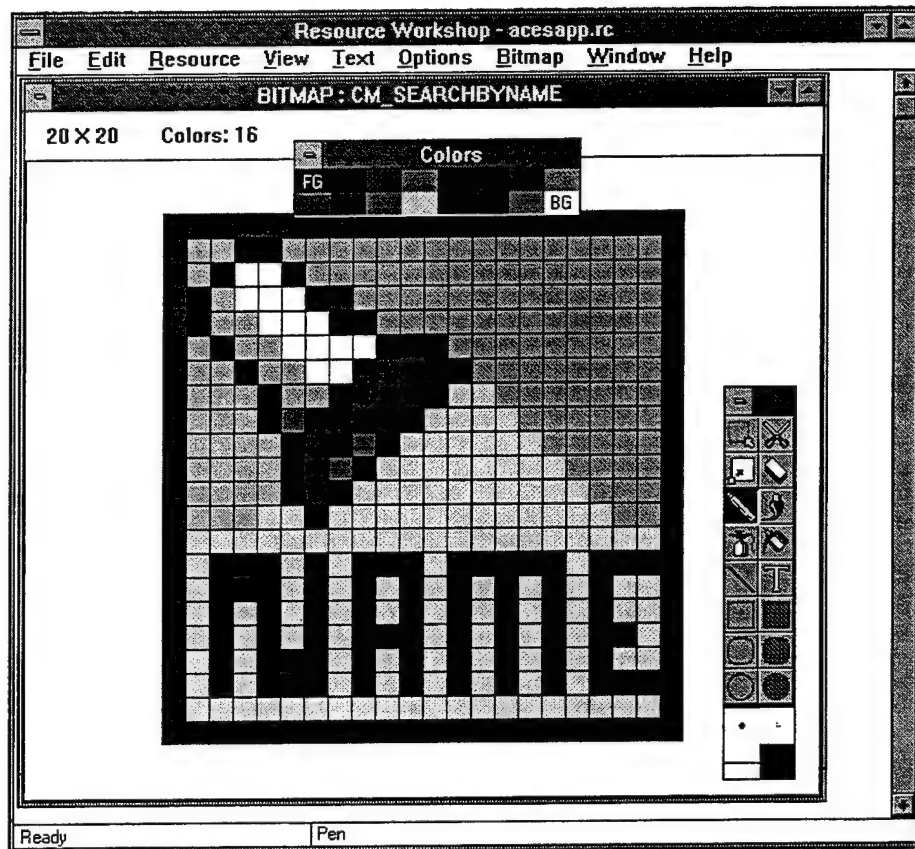 Resource Workshop - acesapp.rc
File Edit Resource View Text Options Bitmap Window Help
BITMAP : CM_SEARCHBYNAME
20 X 20 Colors: 16
Colors
FG
BG
NAME
T
Ready Pen